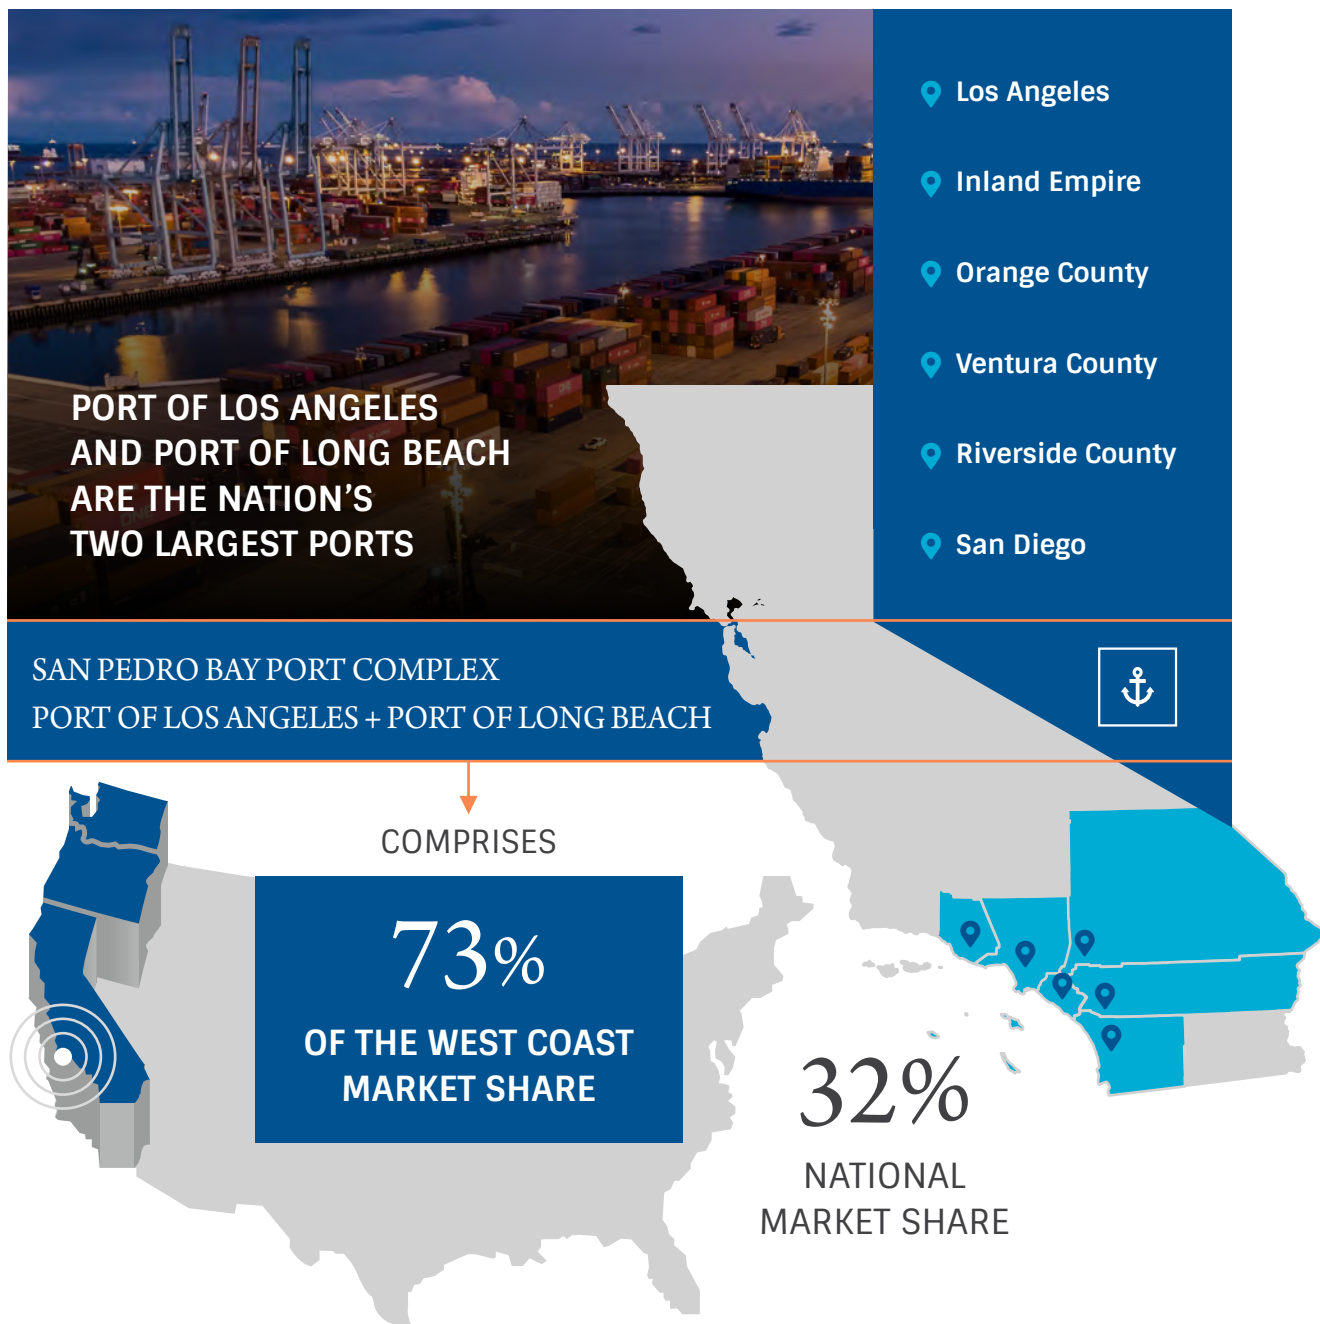 PORT OF LOS ANGELES
AND PORT OF LONG BEACH
ARE THE NATION’S
TWO LARGEST PORTS
Los Angeles
Inland Empire
Orange County
Ventura County
Riverside County
San Diego
SAN PEDRO BAY PORT COMPLEX
PORT OF LOS ANGELES + PORT OF LONG BEACH
COMPRISES
73%
OF THE WEST COAST
MARKET SHARE
32%
NATIONAL
MARKET SHARE